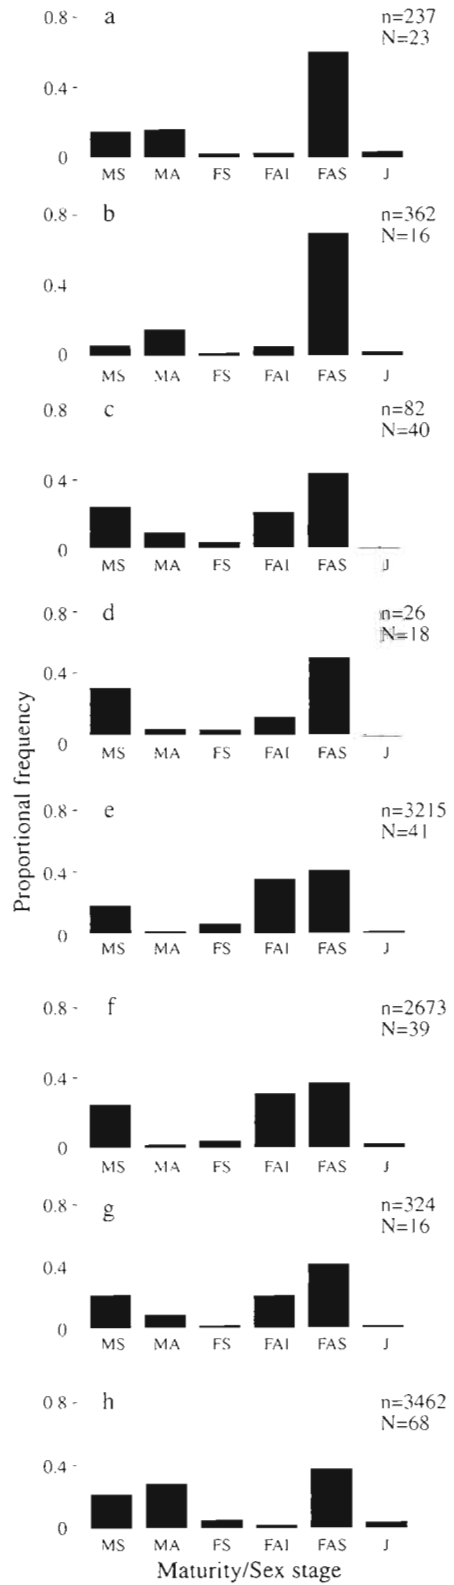 0.8 a n=237
N=23
0.4
0
MS MA FS FAI FAS J
0.8 b n=362
N=16
0.4
0
MS MA FS FAI FAS J
0.8 c n=82
N=40
0.4
0
MS MA FS FAI FAS J
0.8 d n=26
N=18
0.4
0
MS MA FS FAI FAS J
Proportional frequency
0.8 e n=3215
N=41
0.4
0
MS MA FS FAI FAS J
0.8 f n=2673
N=39
0.4
0
MS MA FS FAI FAS J
0.8 g n=324
N=16
0.4
0
MS MA FS FAI FAS J
0.8 h n=3462
N=68
0.4
0
MS MA FS FAI FAS J
Maturity/Sex stage